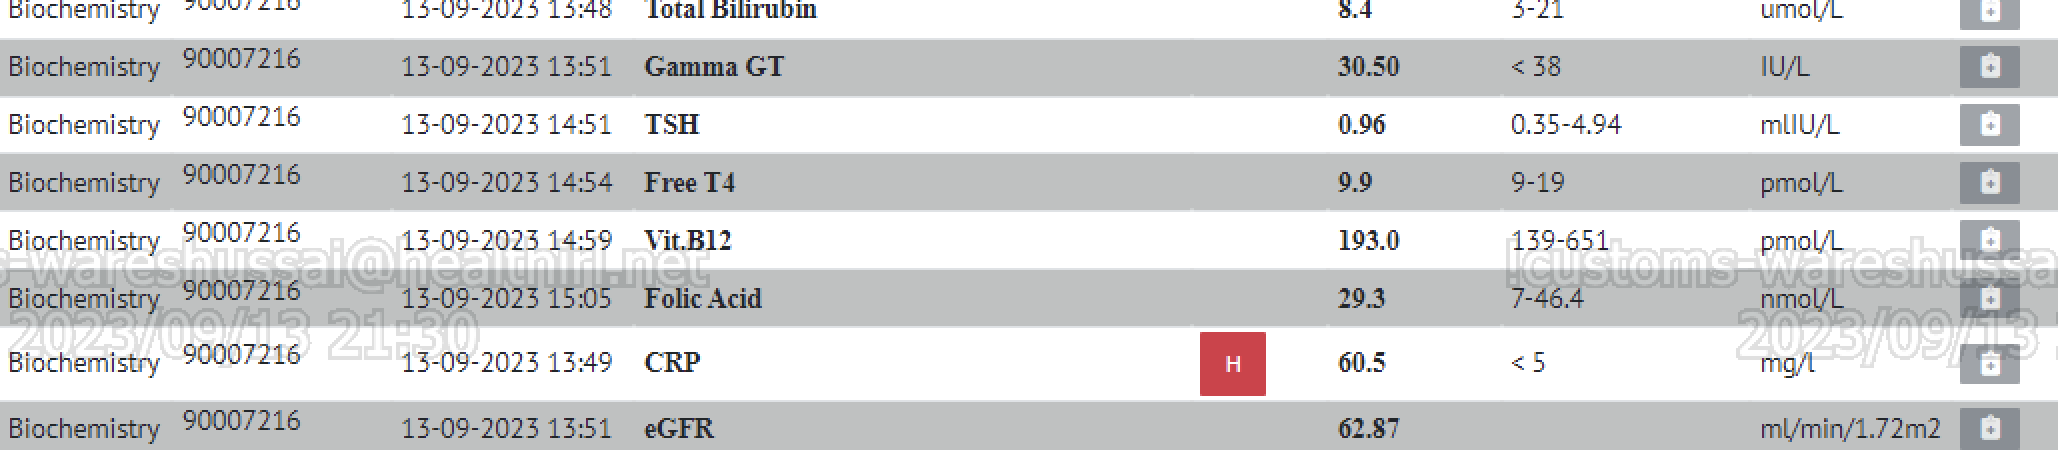 Biochemistry 90007216 13-09-2023 13:48 Total Bilirubin 8.4 3-21 umol/L
Biochemistry 90007216 13-09-2023 13:51 Gamma GT 30.50 < 38 IU/L
Biochemistry 90007216 13-09-2023 14:51 TSH 0.96 0.35-4.94 mlIU/L
Biochemistry 90007216 13-09-2023 14:54 Free T4 9.9 9-19 pmol/L
Biochemistry 90007216 13-09-2023 14:59 Vit.B12 193.0 139-651 pmol/L
s-wareshussai@healthirl.net lcustoms-wareshussa
Biochemistry 90007216 13-09-2023 15:05 Folic Acid 29.3 7-46.4 nmol/L
2023/09/13 21:30 2023/09/13
Biochemistry 90007216 13-09-2023 13:49 CRP H 60.5 < 5 mg/l
Biochemistry 90007216 13-09-2023 13:51 eGFR 62.87 ml/min/1.72m2